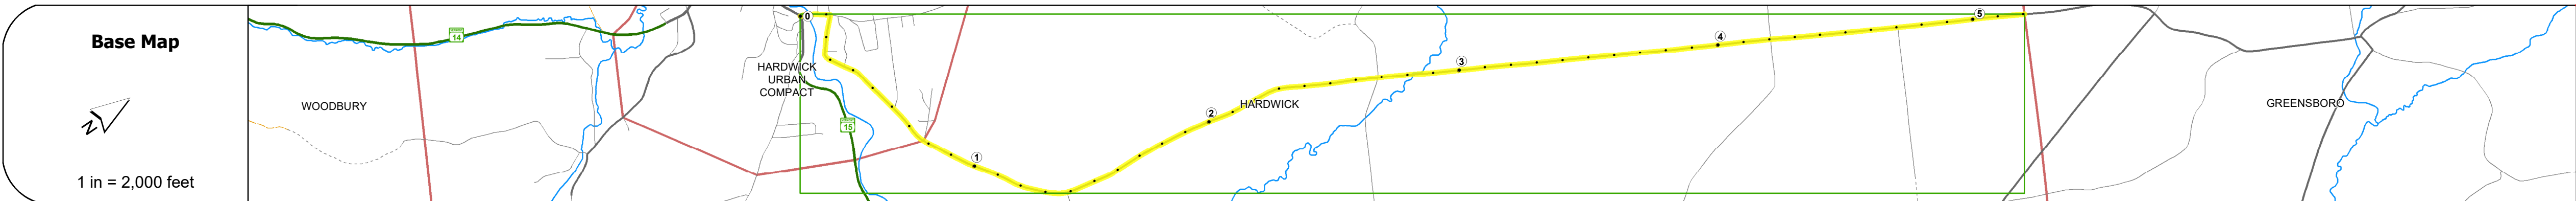 Base Map
N
1 in = 2,000 feet
WOODBURY
14
0
HARDWICK
URBAN
COMPACT
15
1
2
HARDWICK
3
4
5
GREENSBORO